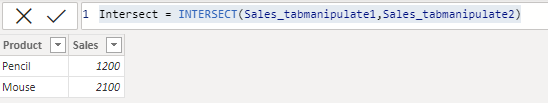 1 Intersect = INTERSECT(Sales_tabmanipulate1,Sales_tabmanipulate2)
Product Sales
Pencil 1200
Mouse 2100